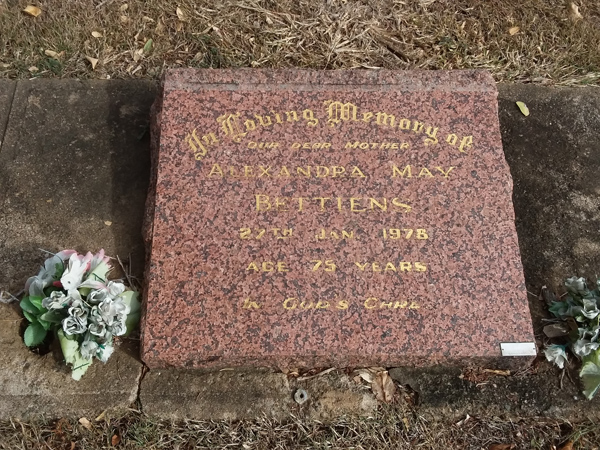 In Loving Memory of
OUR DEAR MOTHER
ALEXANDRA MAY
BETTIENS
27TH JAN. 1978
AGE 75 YEARS
IN GOD'S CARE